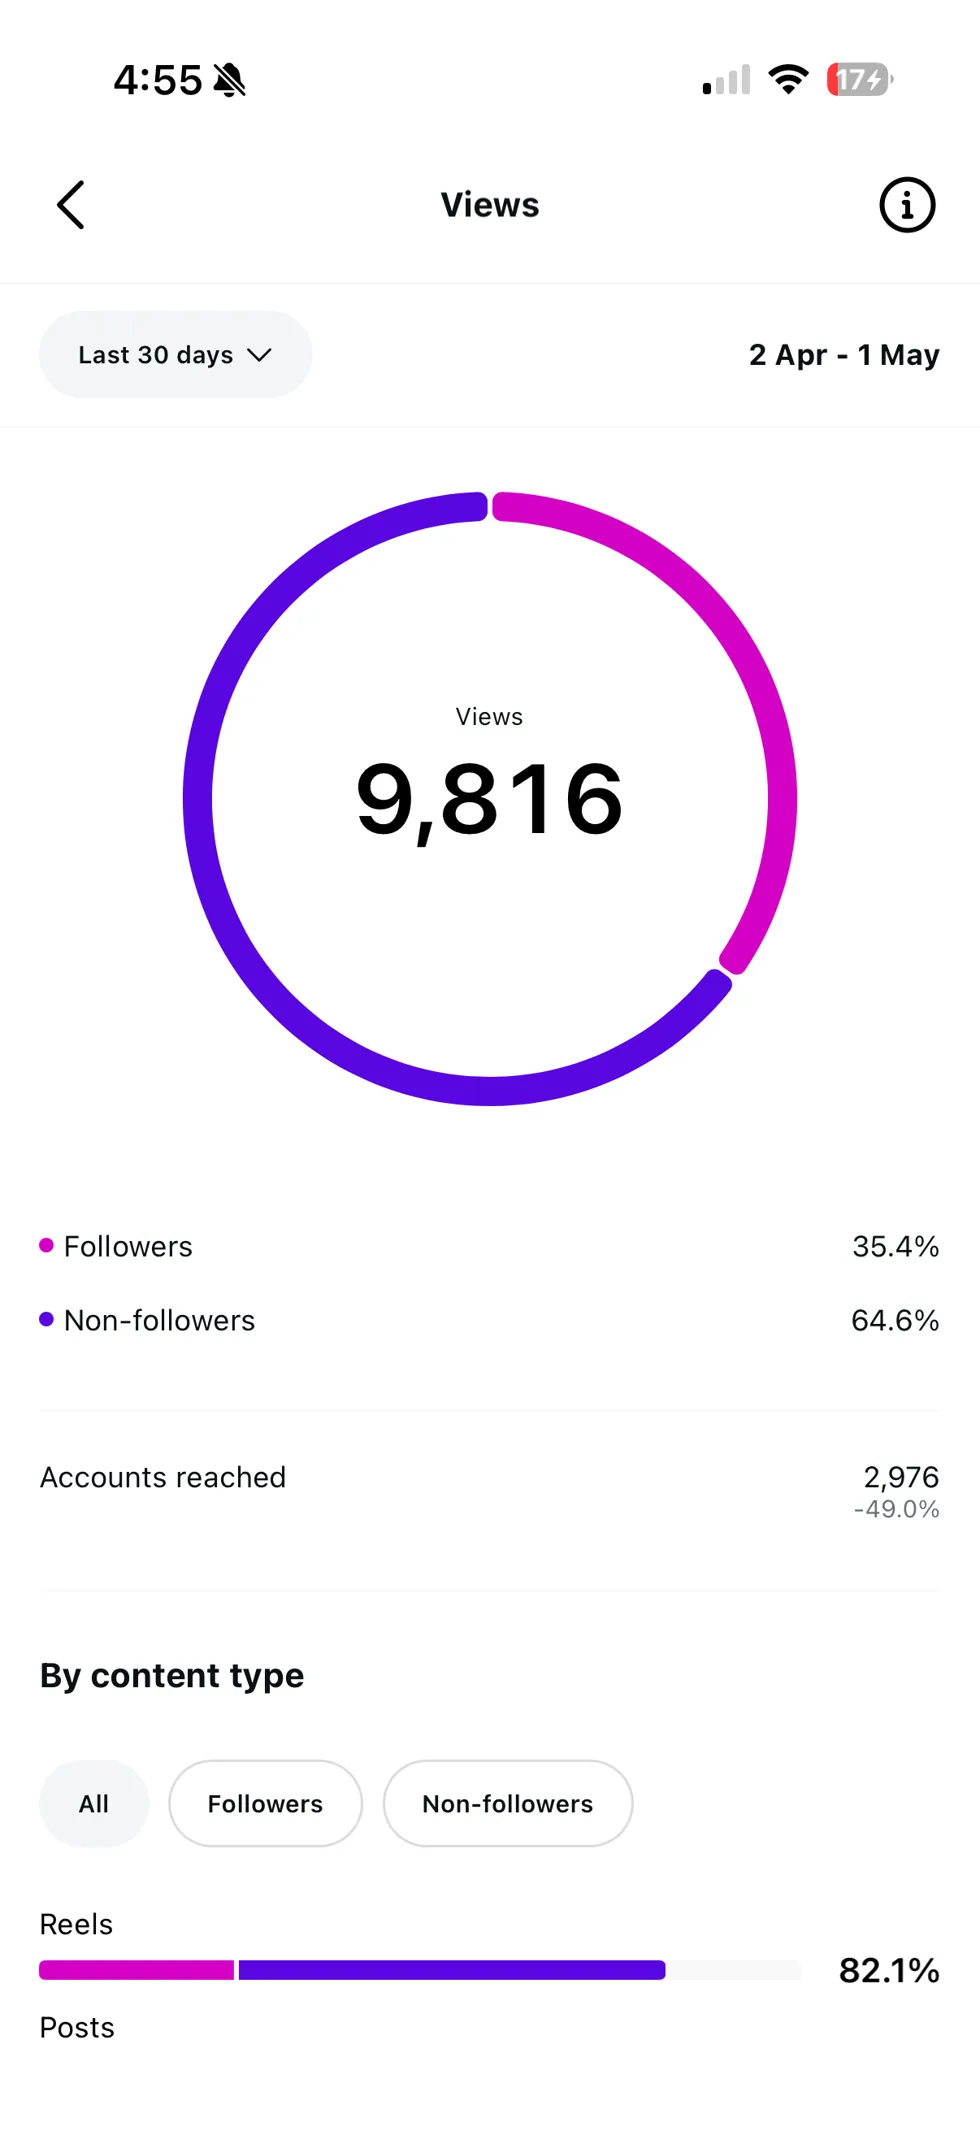 4:55
17
Views
Last 30 days
2 Apr - 1 May
Views
9,816
Followers 35.4%
Non-followers 64.6%
Accounts reached 2,976
-49.0%
By content type
All Followers Non-followers
Reels
82.1%
Posts